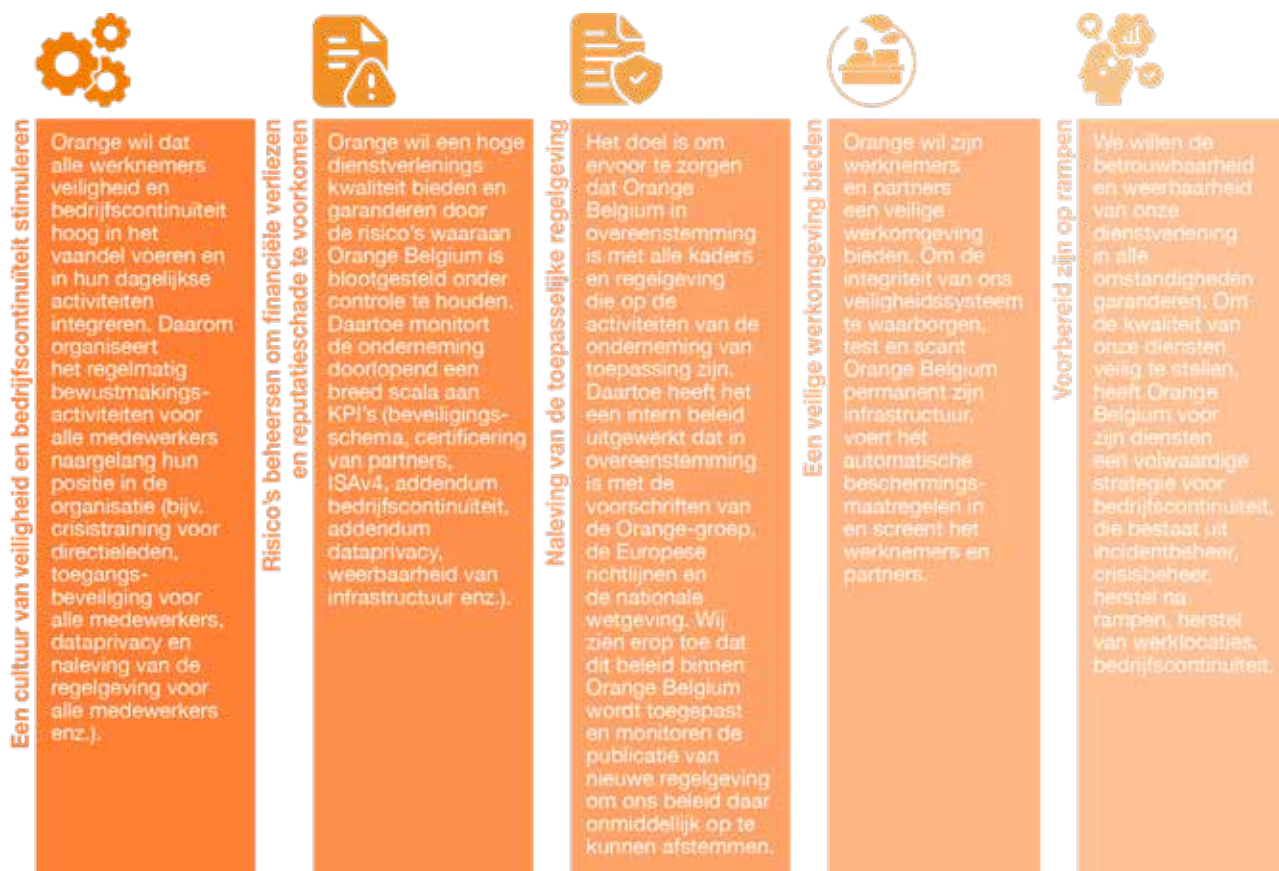 Een cultuur van veiligheid en bedrijfscontinuïteit stimuleren
Orange wil dat
alle werknemers
veiligheid en
bedrijfscontinuïteit
hoog in het
vaandel voeren en
in hun dagelijkse
activiteiten
integreren. Daarom
organiseert
het regelmatig
bewustmakings-
activiteiten voor
alle medewerkers
naargelang hun
positie in de
organisatie (bijv.
crisistraining voor
directieleden,
toegangs-
beveiliging voor
alle medewerkers,
dataprivacy en
naleving van de
regelgeving voor
alle medewerkers
enz.).
Risico's beheersen om financiële verliezen
en reputatieschade te voorkomen
Orange wil een hoge
dienstverlenings
kwaliteit bieden en
garanderen door
de risico's waaraan
Orange Belgium is
blootgesteld onder
controle te houden.
Daartoe monitort
de onderneming
doorlopend een
breed scala aan
KPI's (beveiligings-
schema, certificering
van partners,
ISAv4, addendum
bedrijfscontinuïteit,
addendum
dataprivacy,
weerbaarheid van
infrastructuur enz.).
Naleving van de toepasselijke regelgeving
Het doel is om
ervoor te zorgen
dat Orange
Belgium in
overeenstemming
is met alle kaders
en regelgeving
die op de
activiteiten van de
onderneming van
toepassing zijn.
Daartoe heeft het
een intern beleid
uitgewerkt dat in
overeenstemming
is met de
voorschriften van
de Orange-groep,
de Europese
richtlijnen en
de nationale
wetgeving. Wij
zien erop toe dat
dit beleid binnen
Orange Belgium
wordt toegepast
en monitoren de
publicatie van
nieuwe regelgeving
om ons beleid daar
onmiddellijk op te
kunnen afstemmen.
Een veilige werkomgeving bieden
Orange wil zijn
werknemers
en partners
een veilige
werkomgeving
bieden. Om de
integriteit van ons
veiligheidssysteem
te waarborgen,
test en scant
Orange Belgium
permanent zijn
infrastructuur,
voert het
automatische
beschermings-
maatregelen in
en screent het
werknemers en
partners.
Voorbereid zijn op rampen
We willen de
betrouwbaarheid
en weerbaarheid
van onze
dienstverlening
in alle
omstandigheden
garanderen. Om
de kwaliteit van
onze diensten
veilig te stellen,
heeft Orange
Belgium voor
zijn diensten
een volwaardige
strategie voor
bedrijfscontinuïteit,
die bestaat uit
incidentbeheer,
crisisbeheer,
herstel na
rampen, herstel
van werklocaties,
bedrijfscontinuïteit.